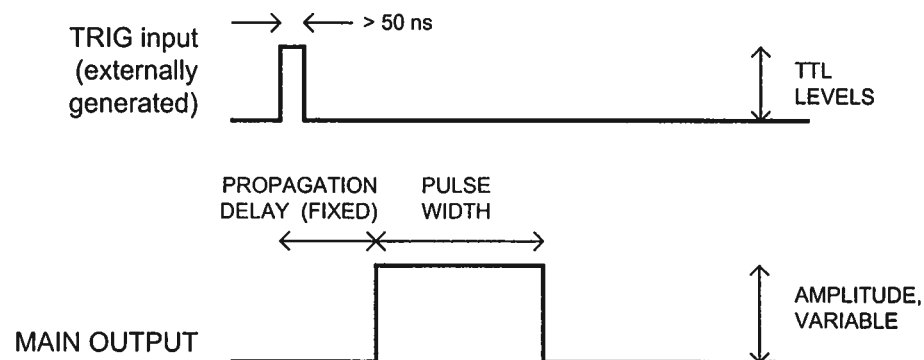 TRIG input
(externally
generated)
> 50 ns
TTL
LEVELS
PROPAGATION
DELAY (FIXED)
PULSE
WIDTH
MAIN OUTPUT
AMPLITUDE,
VARIABLE